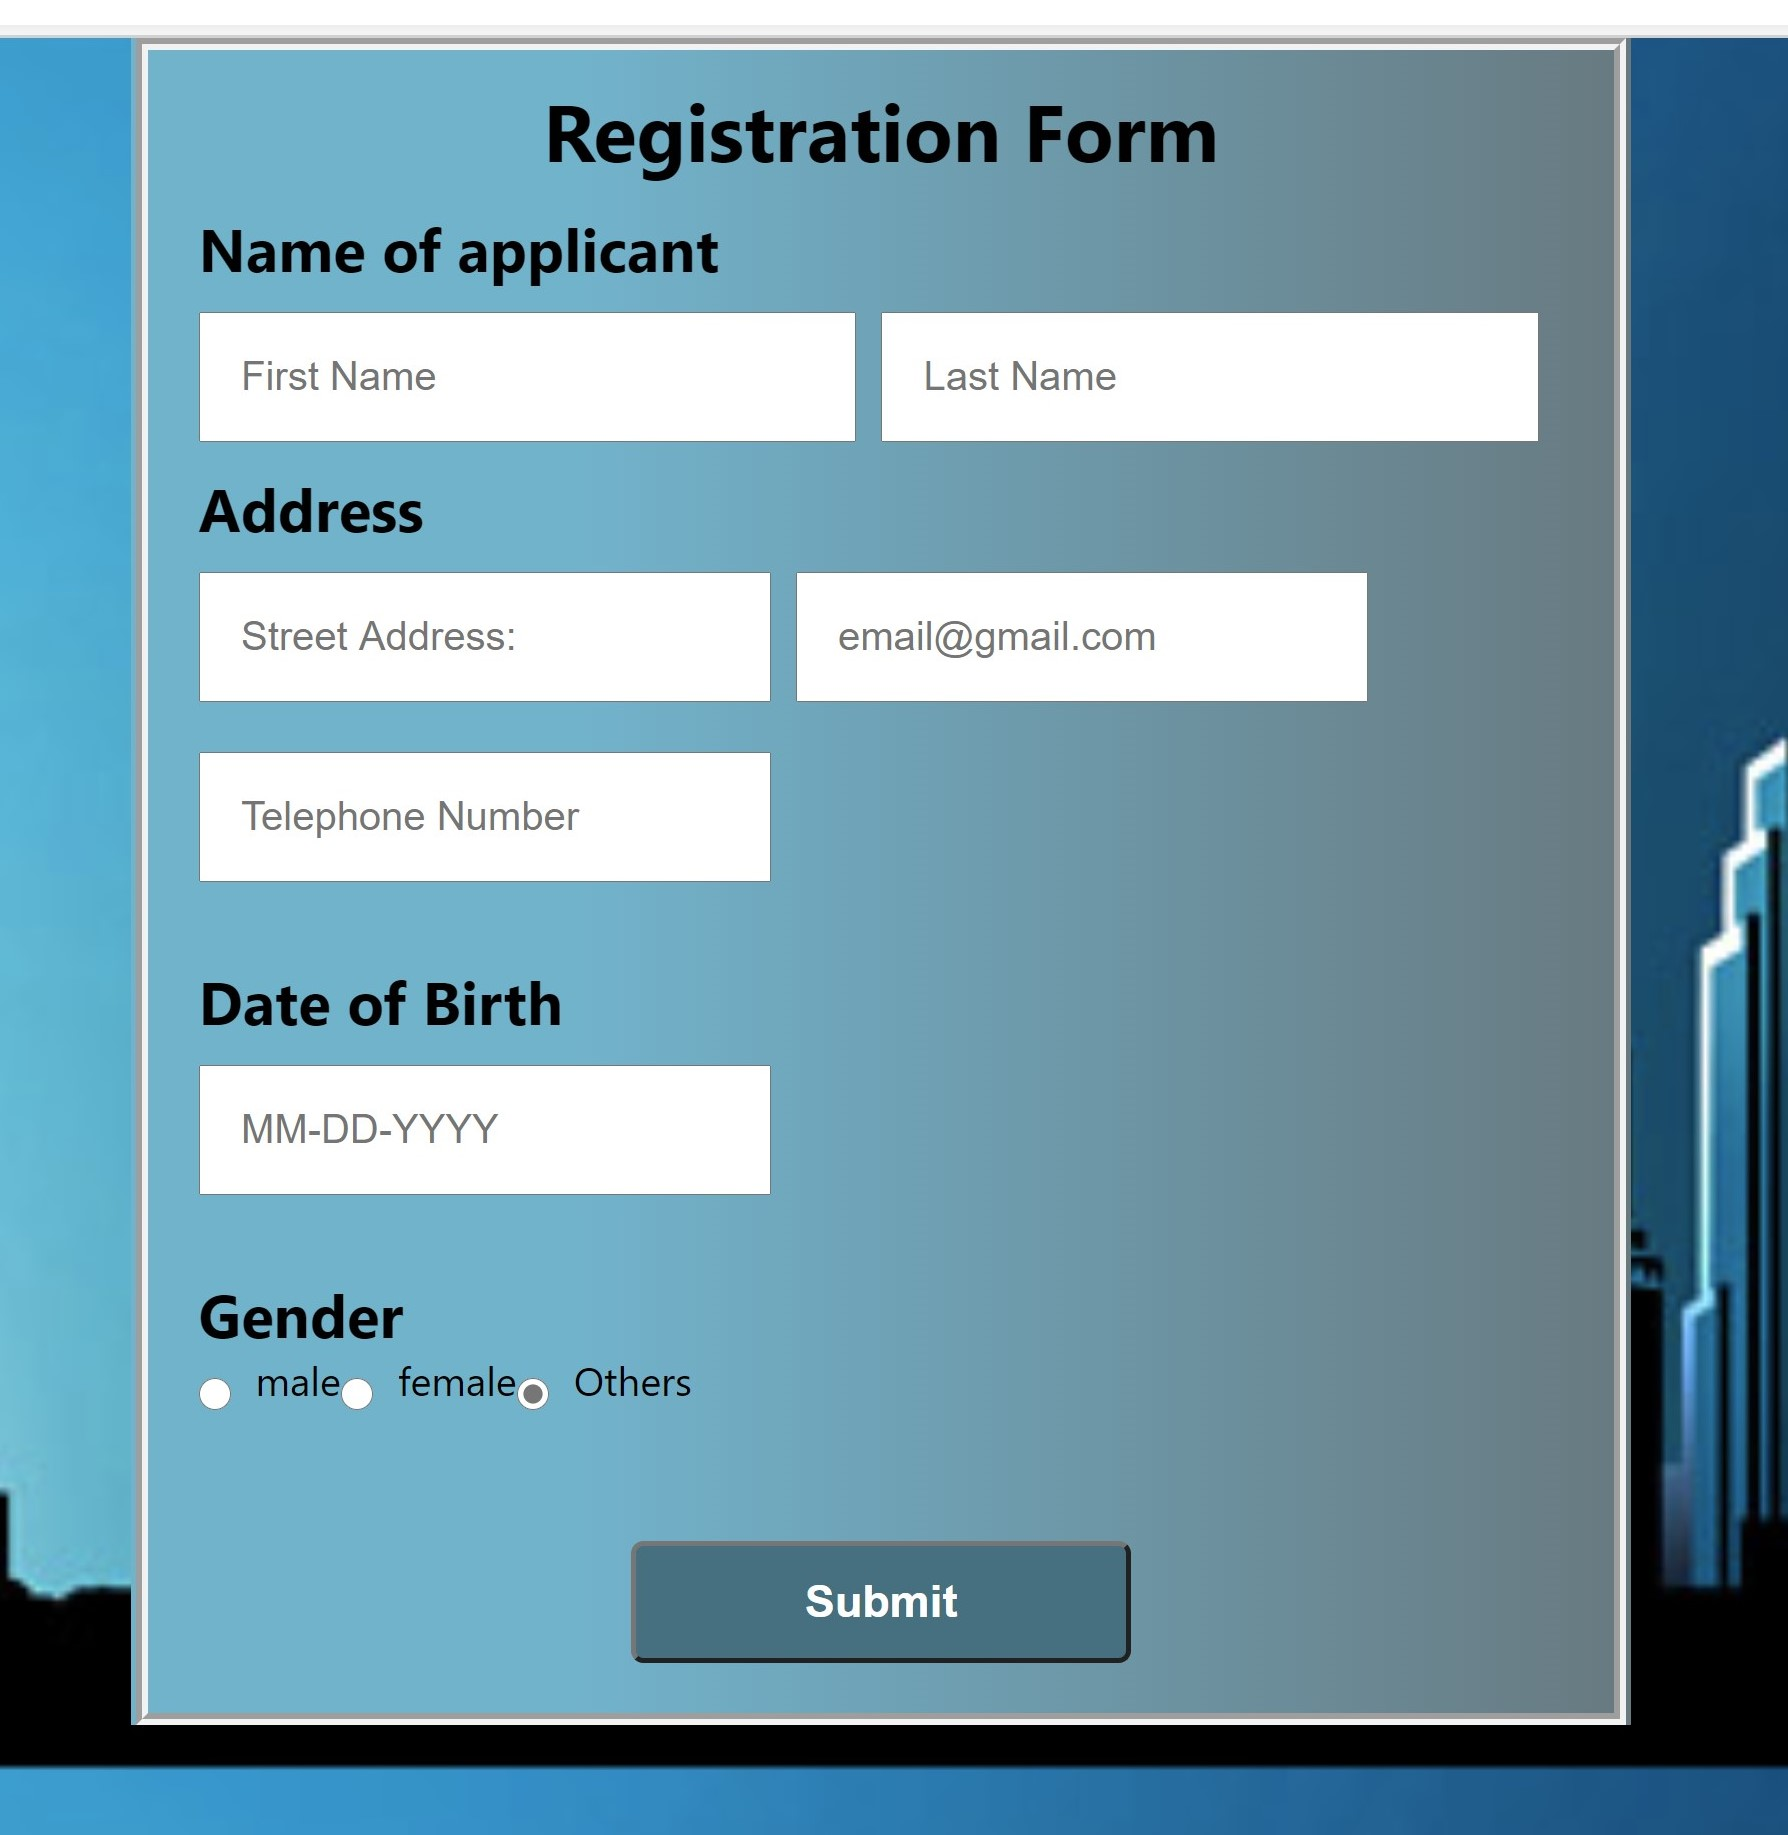 Registration Form
Name of applicant
First Name Last Name
Address
Street Address: email@gmail.com
Telephone Number
Date of Birth
MM-DD-YYYY
Gender
male female Others
Submit